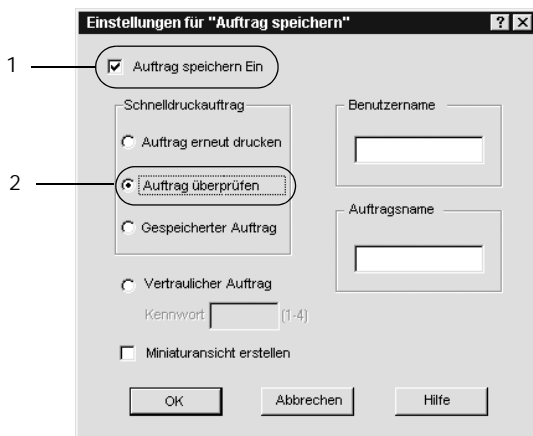 Einstellungen für "Auftrag speichern"
? X
1
Auftrag speichern Ein
Schnelldruckauftrag
Benutzername
Auftrag erneut drucken
2
Auftrag überprüfen
Auftragsname
Gespeicherter Auftrag
Vertraulicher Auftrag
Kennwort (1-4)
Miniaturansicht erstellen
OK Abbrechen Hilfe